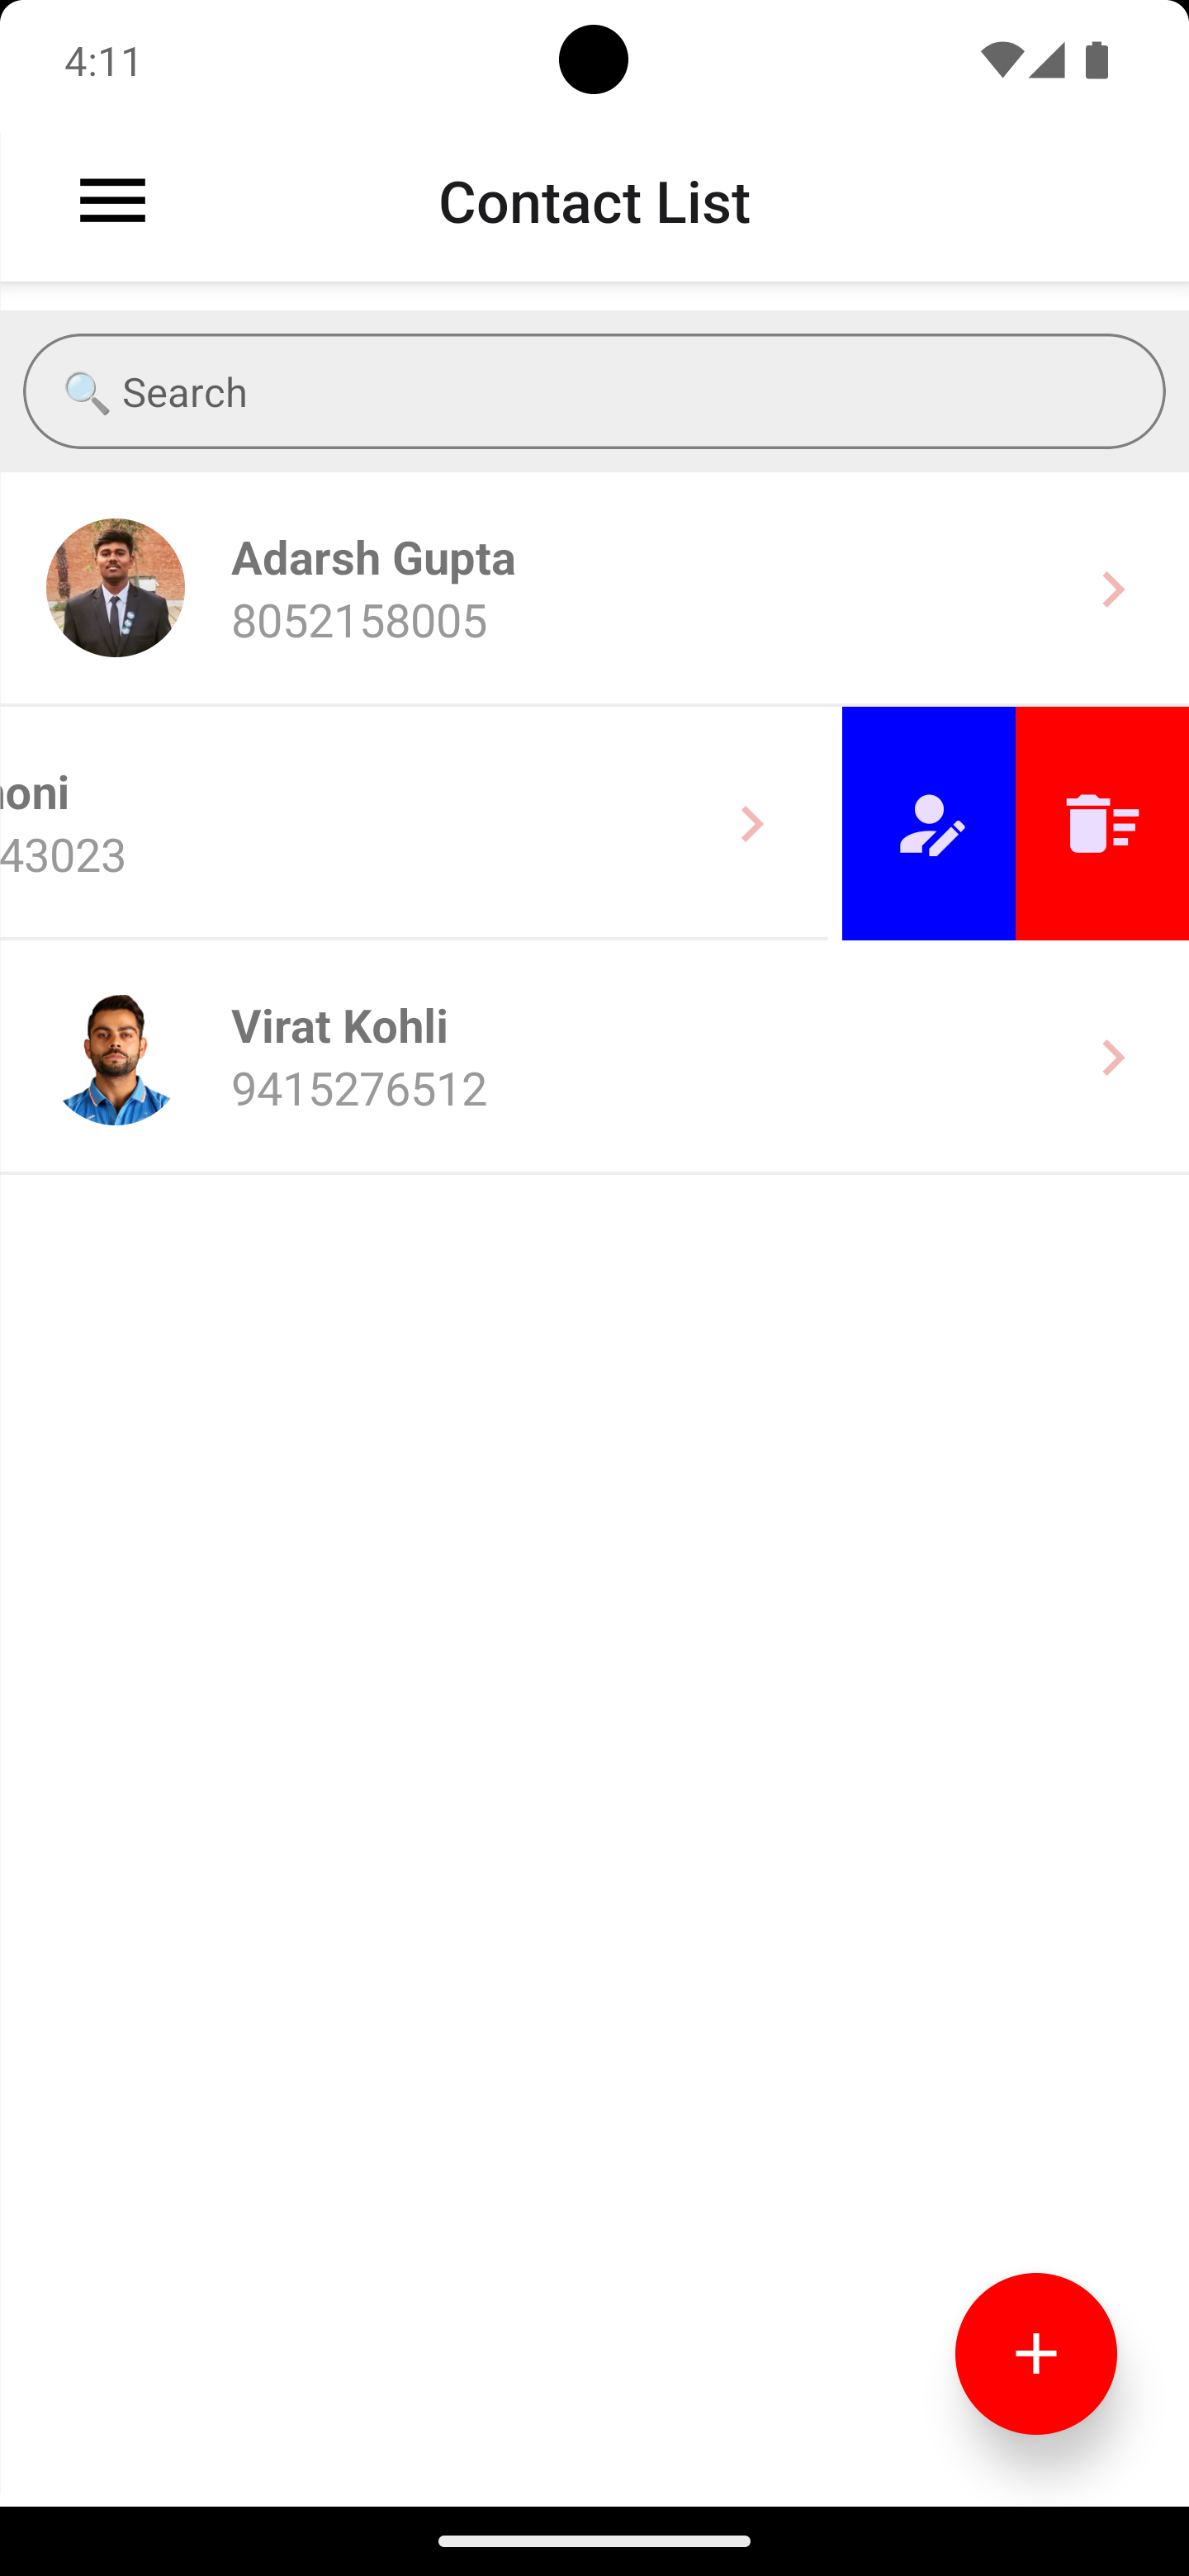 4:11
Contact List
🔍 Search
Adarsh Gupta
8052158005
oni
43023
Virat Kohli
9415276512